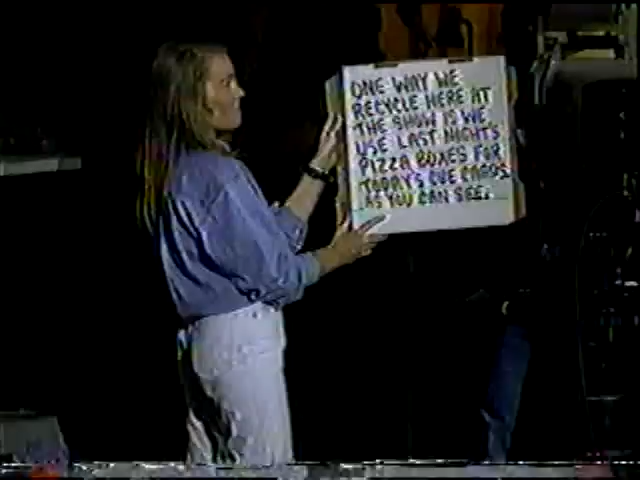 ONE WAY WE
RECYCLE HERE AT
THE SHOW IS WE
USE LAST NIGHTS
PIZZA BOXES FOR
TODAY'S CUE CARDS
AS YOU CAN SEE.